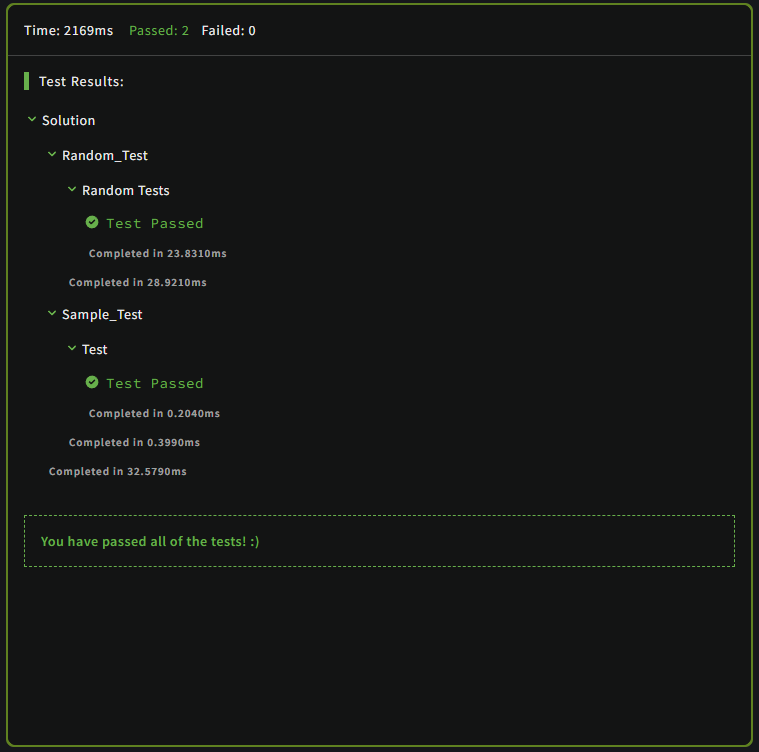 Time: 2169ms Passed: 2 Failed: 0
Test Results:
Solution
Random_Test
Random Tests
Test Passed
Completed in 23.8310ms
Completed in 28.9210ms
Sample_Test
Test
Test Passed
Completed in 0.2040ms
Completed in 0.3990ms
Completed in 32.5790ms
You have passed all of the tests! :)